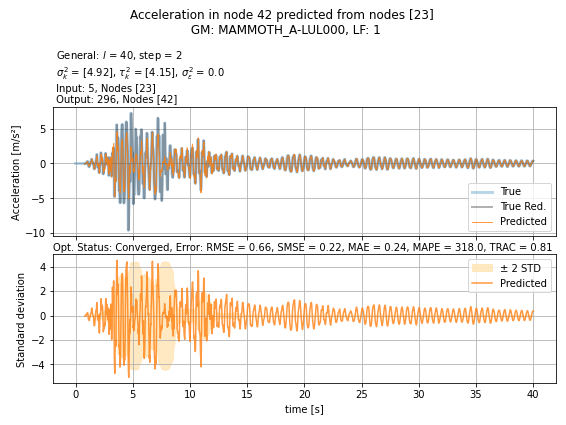 Acceleration in node 42 predicted from nodes [23]
GM: MAMMOTH_A-LUL000, LF: 1
General: l = 40, step = 2
σ²ₖ = [4.92], τ²ₖ = [4.15], σ²ε = 0.0
Input: 5, Nodes [23]
Output: 296, Nodes [42]
Acceleration [m/s²]
5
0
−5
−10
True
True Red.
Predicted
Opt. Status: Converged, Error: RMSE = 0.66, SMSE = 0.22, MAE = 0.24, MAPE = 318.0, TRAC = 0.81
Standard deviation
4
2
0
−2
−4
± 2 STD
Predicted
0 5 10 15 20 25 30 35 40
time [s]